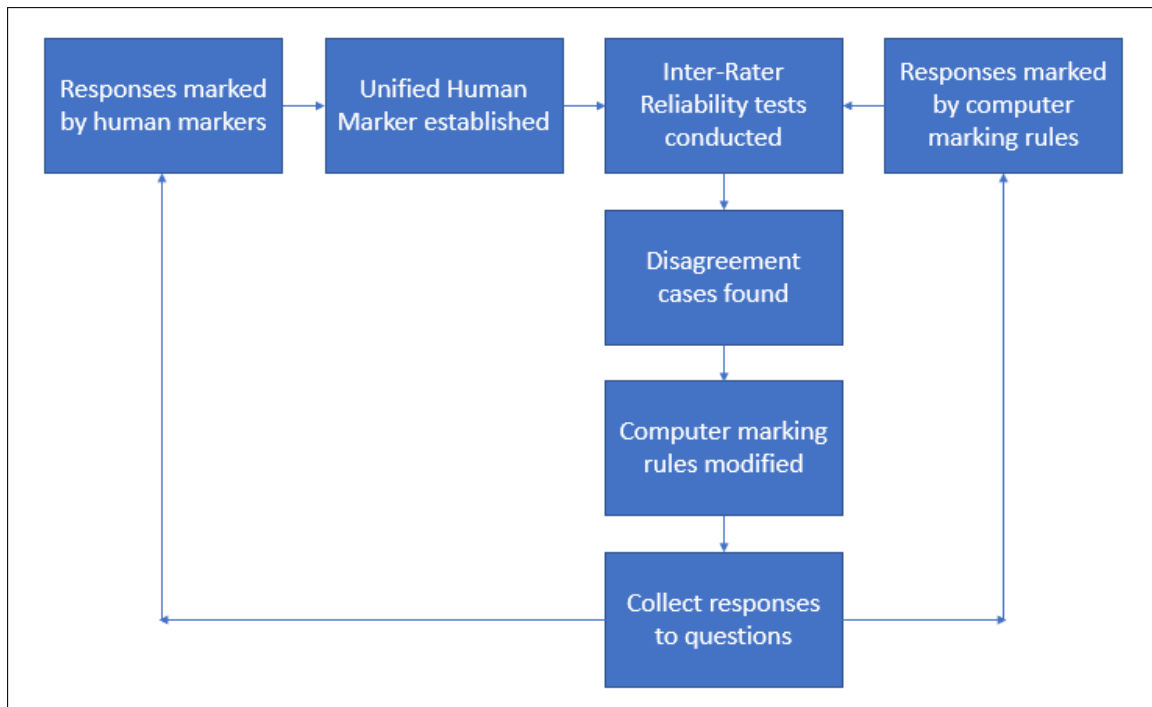 Responses marked
by human markers
Unified Human
Marker established
Inter-Rater
Reliability tests
conducted
Responses marked
by computer
marking rules
Disagreement
cases found
Computer marking
rules modified
Collect responses
to questions